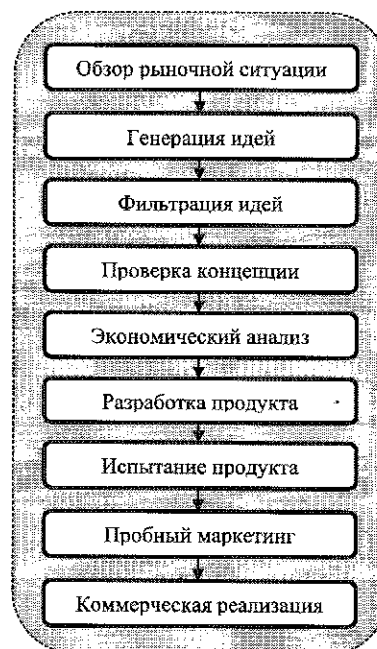 Обзор рыночной ситуации
Генерация идей
Фильтрация идей
Проверка концепции
Экономический анализ
Разработка продукта
Испытание продукта
Пробный маркетинг
Коммерческая реализация